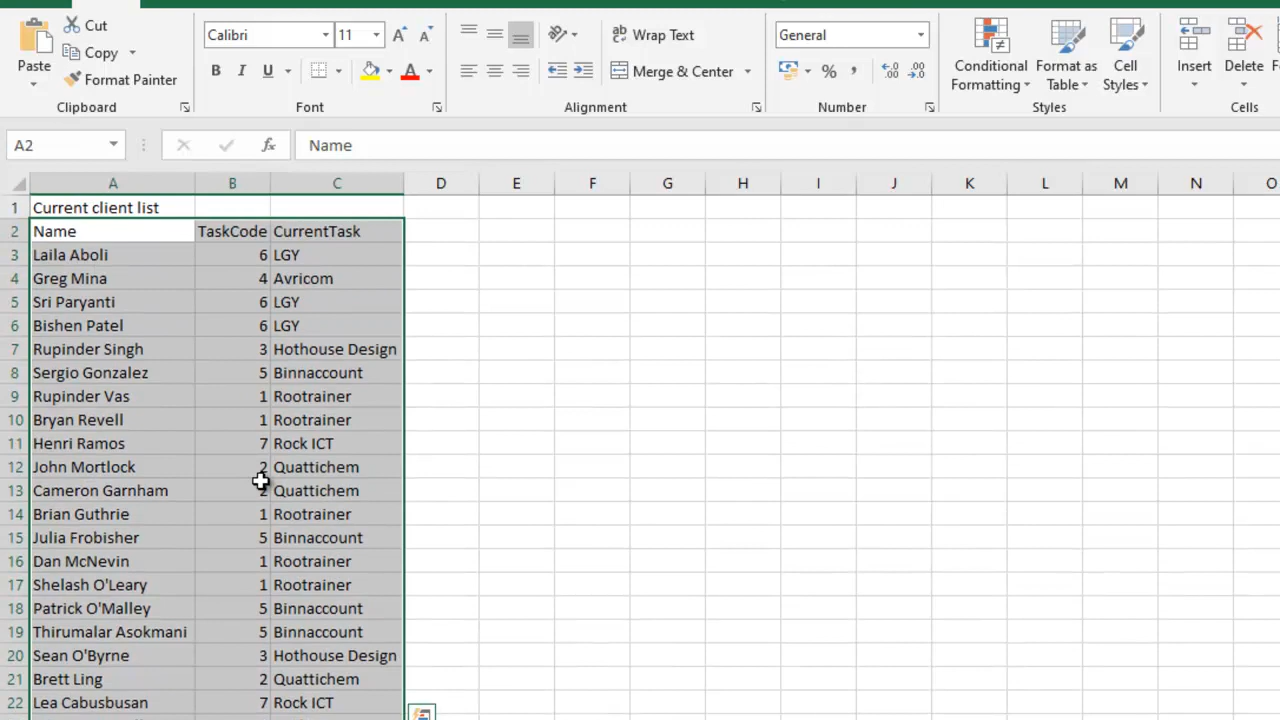 Cut
Copy
Format Painter
Paste
Clipboard
Calibri 11 A A
B I U A
Font
ab Wrap Text
Merge & Center
Alignment
General
% , .00
Number
Conditional Formatting
Format as Table
Cell Styles
Styles
Insert
Delete
Cells
A2 fx Name
A B C D E F G H I J K L M N O
1 Current client list
2 Name TaskCode CurrentTask
3 Laila Aboli 6 LGY
4 Greg Mina 4 Avricom
5 Sri Paryanti 6 LGY
6 Bishen Patel 6 LGY
7 Rupinder Singh 3 Hothouse Design
8 Sergio Gonzalez 5 Binnaccount
9 Rupinder Vas 1 Rootrainer
10 Bryan Revell 1 Rootrainer
11 Henri Ramos 7 Rock ICT
12 John Mortlock 2 Quattichem
13 Cameron Garnham 2 Quattichem
14 Brian Guthrie 1 Rootrainer
15 Julia Frobisher 5 Binnaccount
16 Dan McNevin 1 Rootrainer
17 Shelash O'Leary 1 Rootrainer
18 Patrick O'Malley 5 Binnaccount
19 Thirumalar Asokmani 5 Binnaccount
20 Sean O'Byrne 3 Hothouse Design
21 Brett Ling 2 Quattichem
22 Lea Cabusbusan 7 Rock ICT